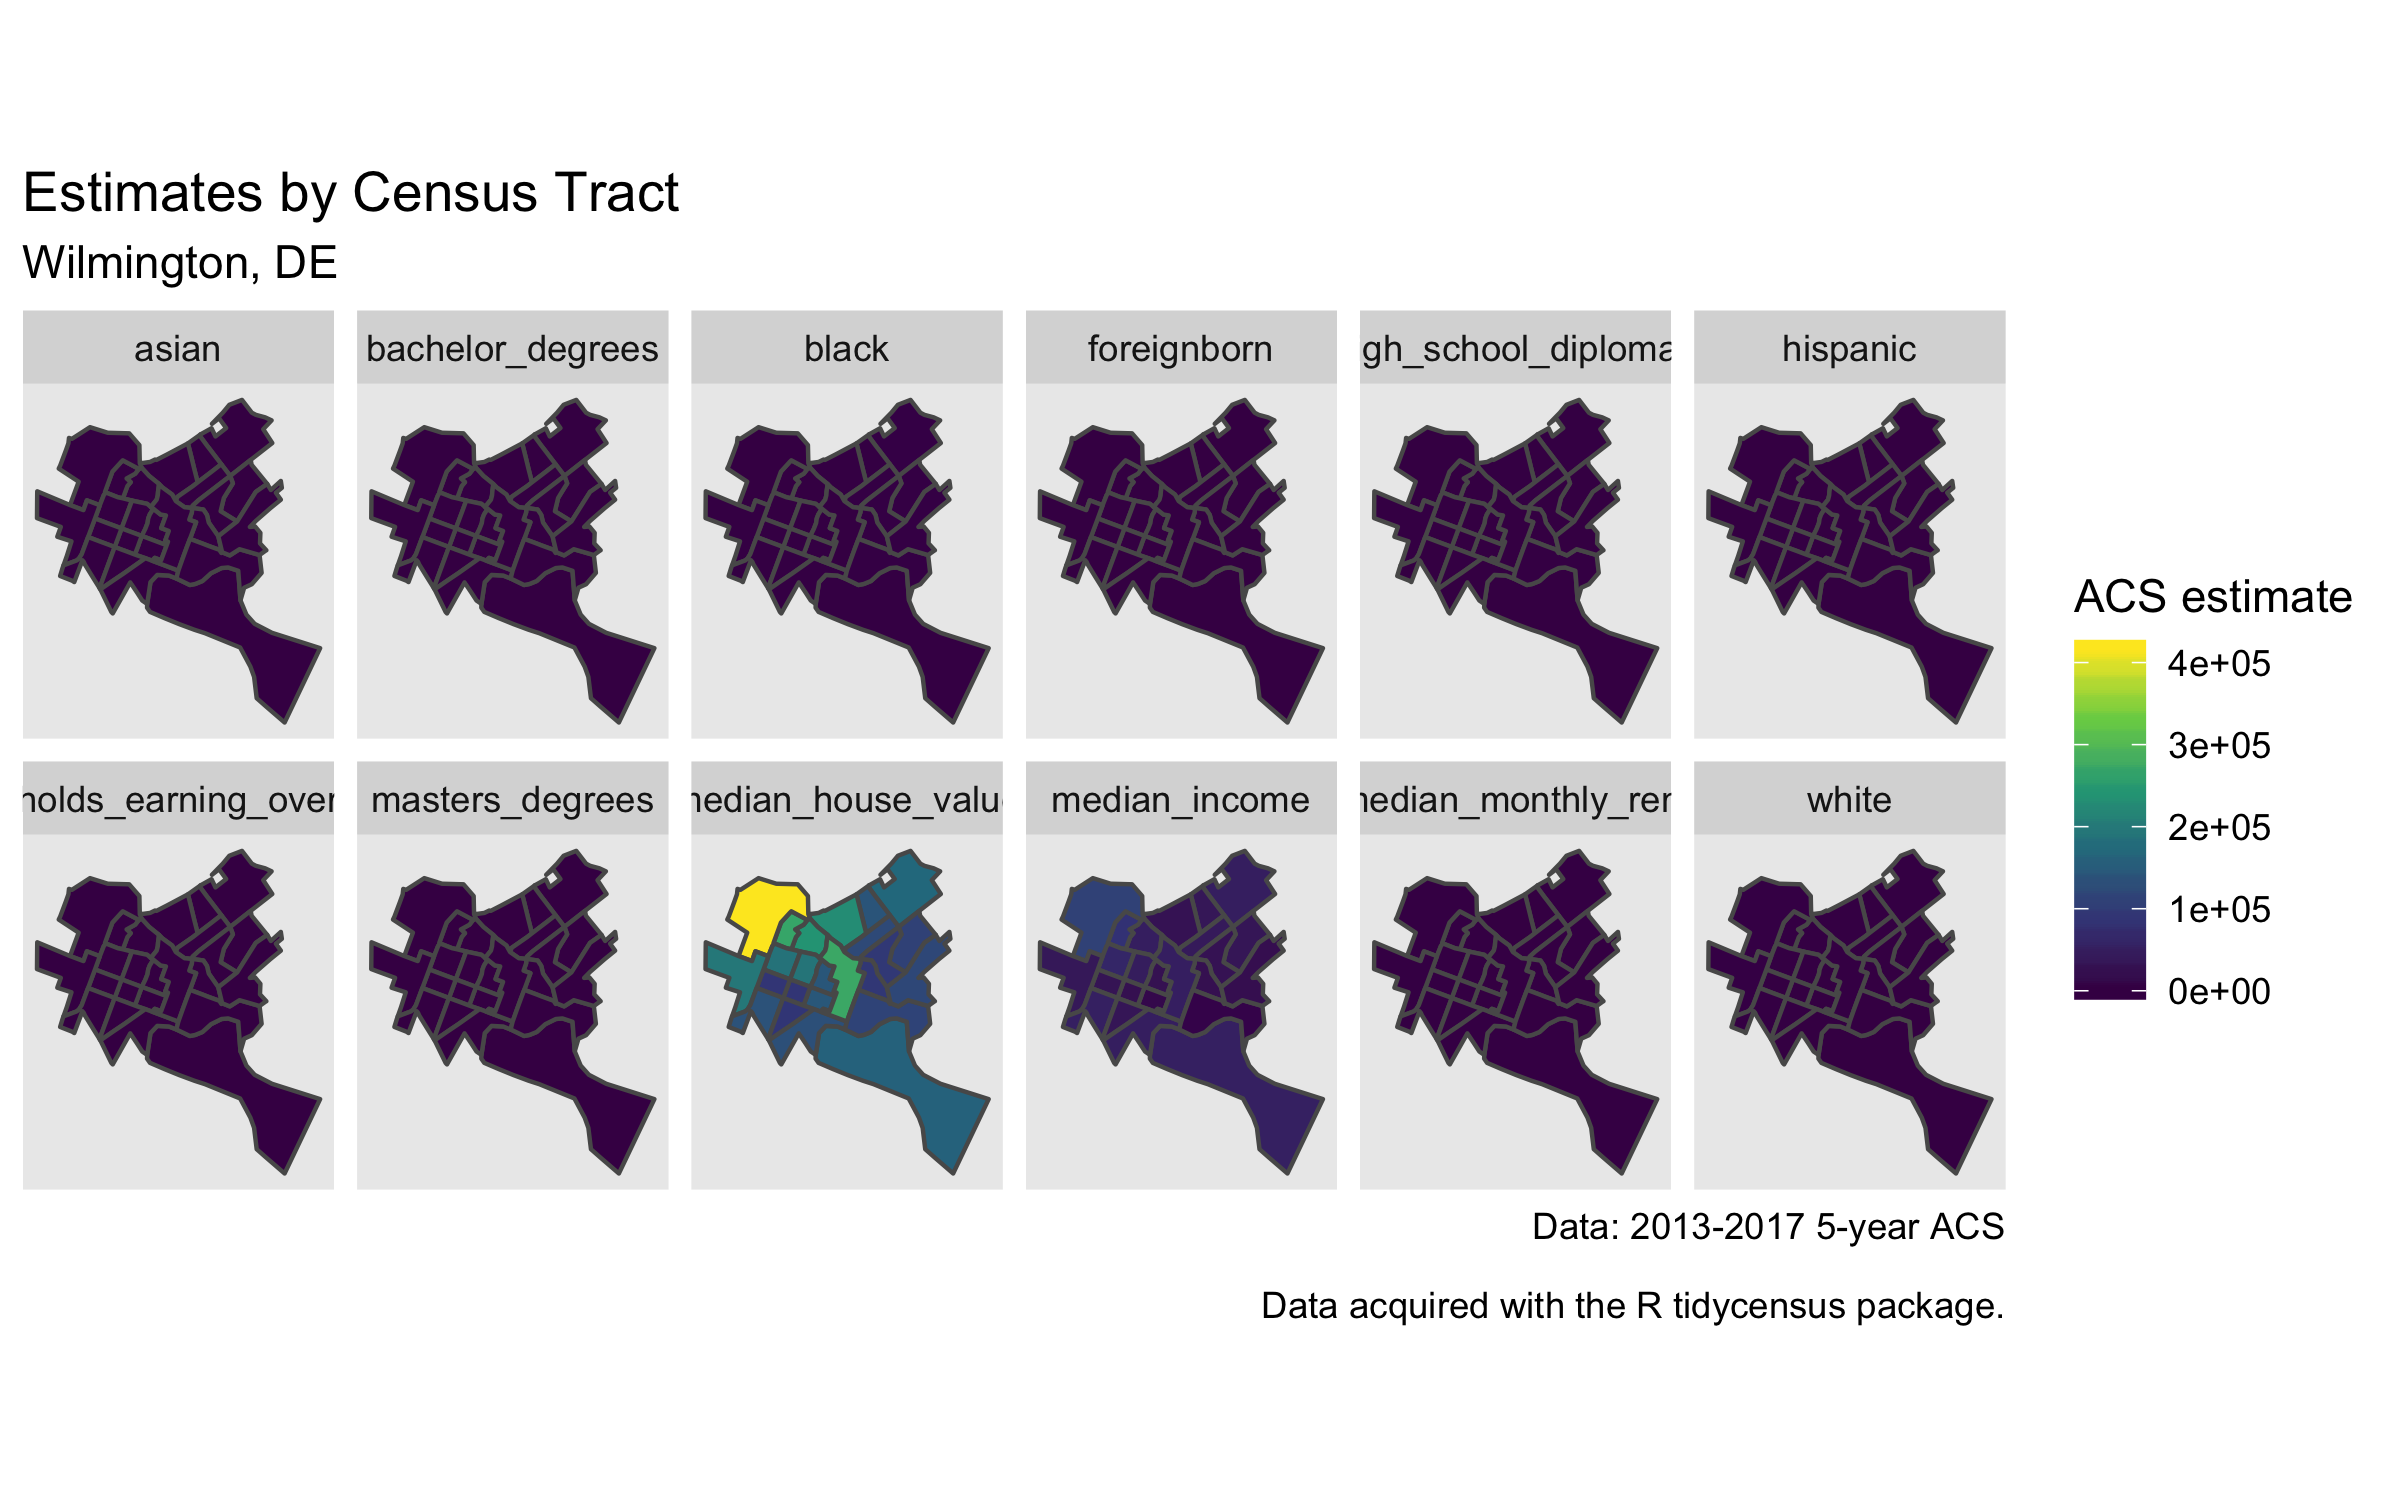 Estimates by Census Tract
Wilmington, DE
asian
bachelor_degrees
black
foreignborn
gh_school_diploma
hispanic
holds_earning_over
masters_degrees
nedian_house_valu
median_income
nedian_monthly_ren
white
ACS estimate
4e+05
3e+05
2e+05
1e+05
0e+00
Data: 2013-2017 5-year ACS
Data acquired with the R tidycensus package.